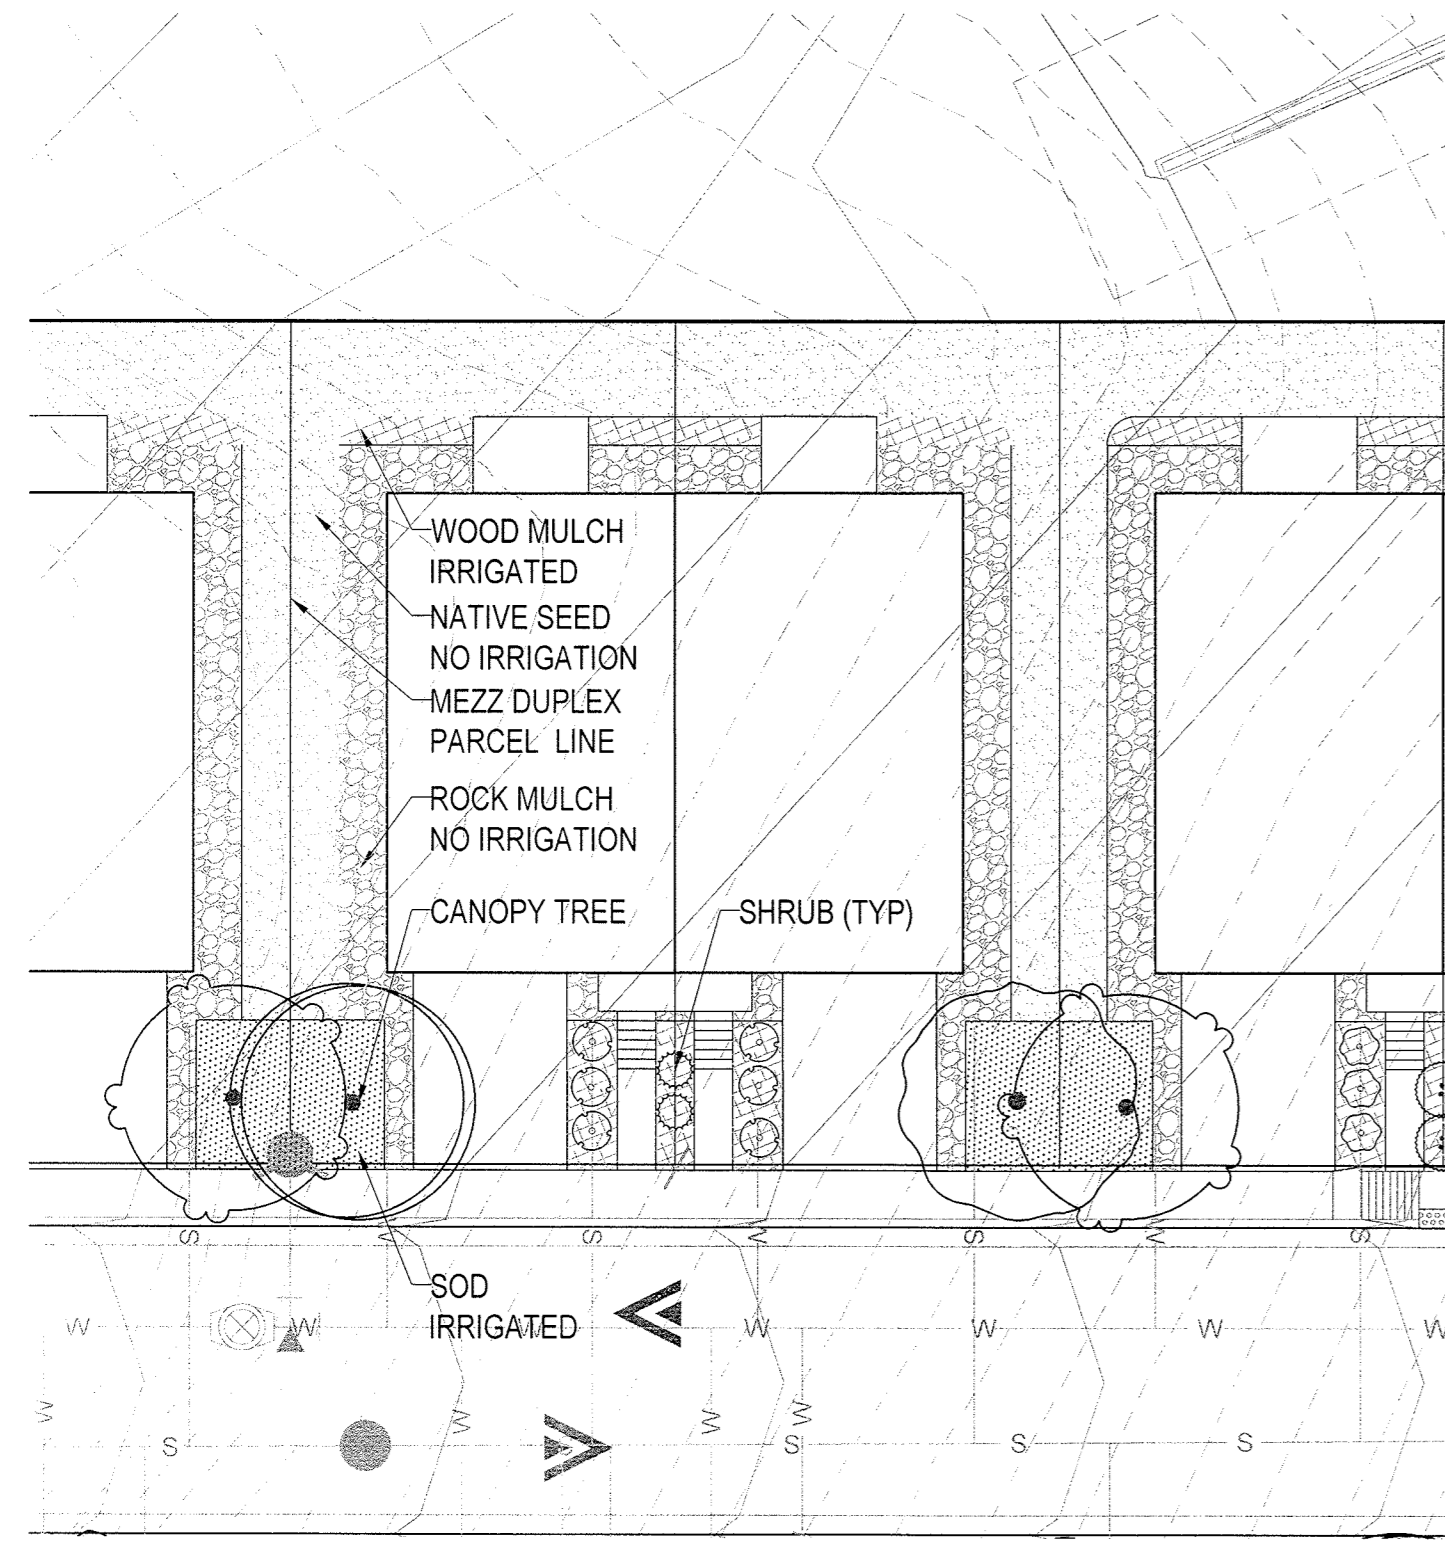 WOOD MULCH
IRRIGATED
NATIVE SEED
NO IRRIGATION
MEZZ DUPLEX
PARCEL LINE
ROCK MULCH
NO IRRIGATION
CANOPY TREE
SHRUB (TYP)
S
W
S
W
S
W
S
SOD
IRRIGATED
W
W
W
W
W
W
W
W
W
W
W
S
S
S
S